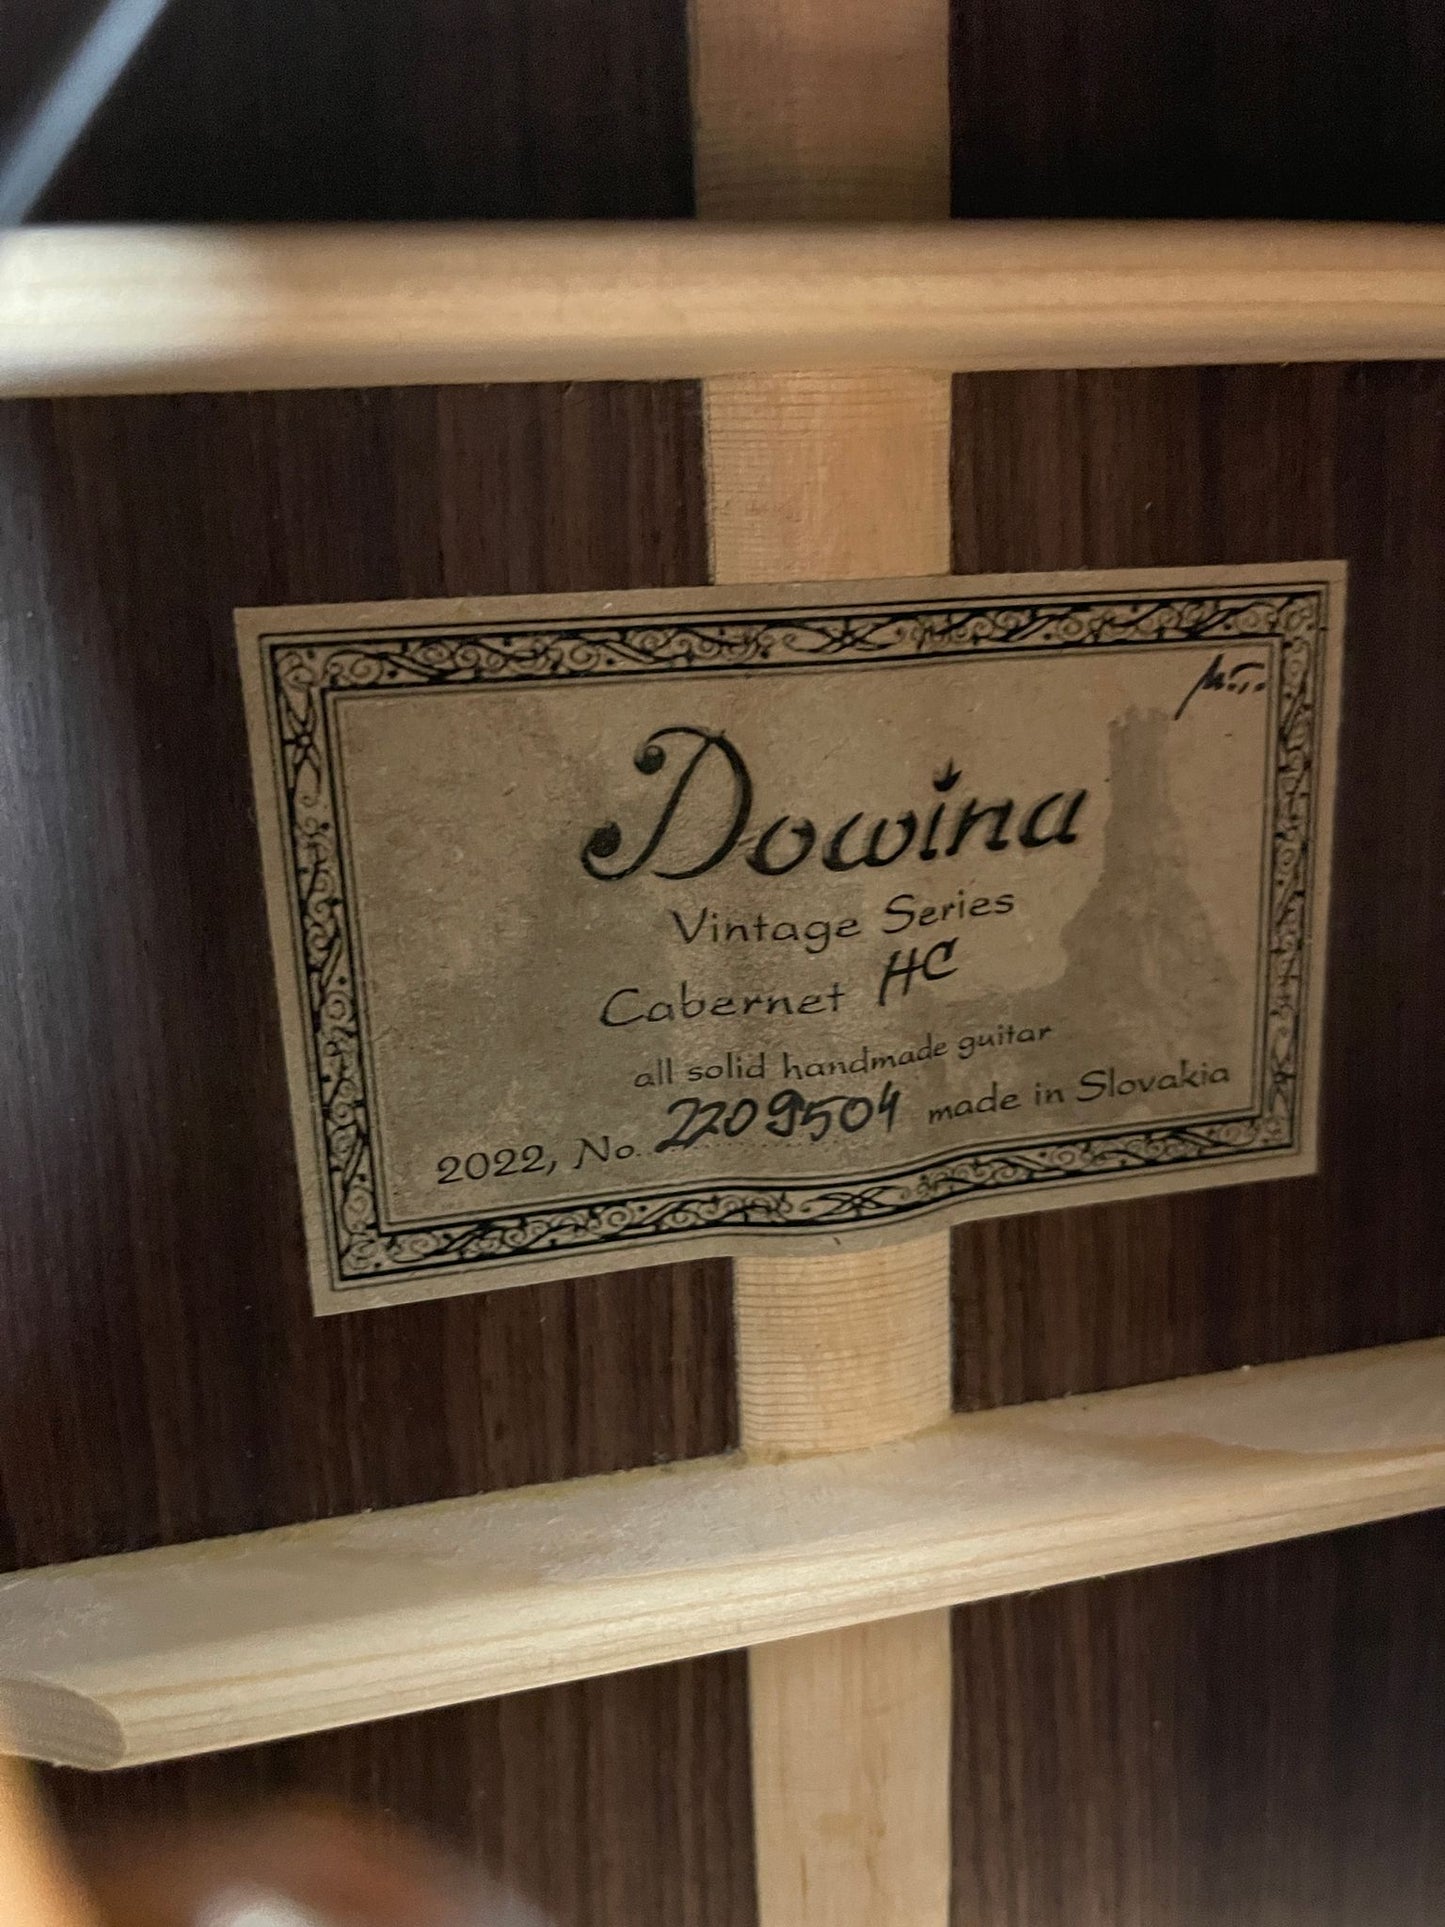 Dowina
Vintage Series
Cabernet HC
all solid handmade guitar
2022, No. 2209504 made in Slovakia